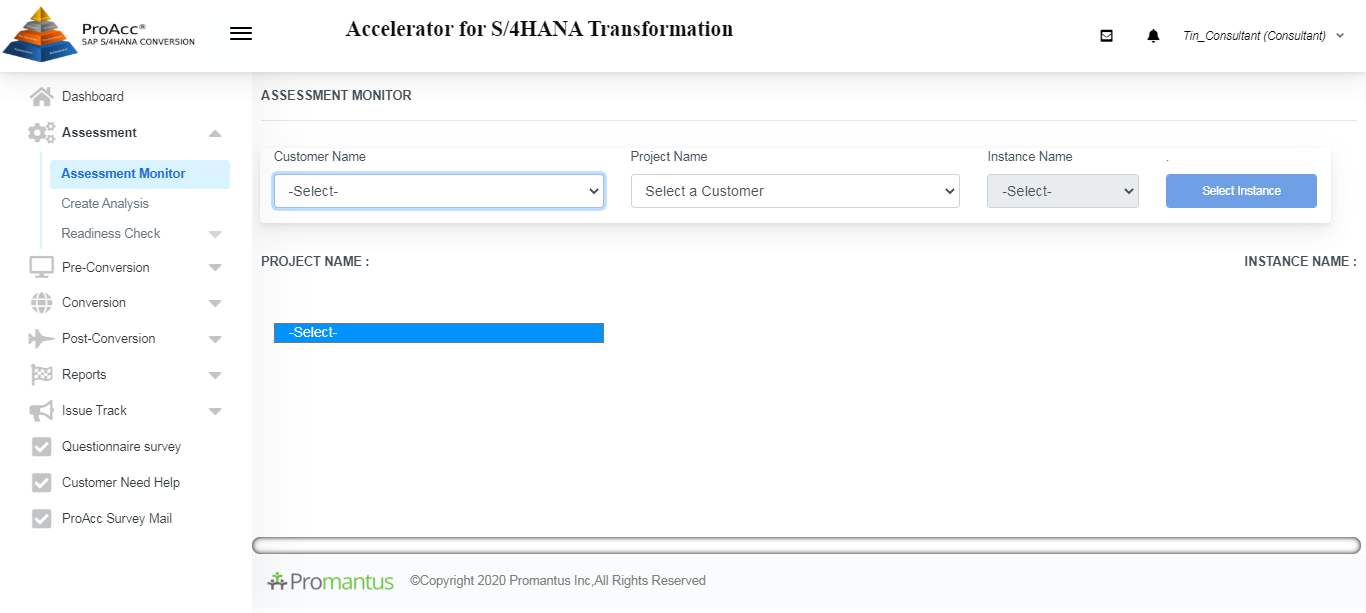 ProAcc®
SAP S/4HANA CONVERSION
Accelerator for S/4HANA Transformation
Tin_Consultant (Consultant)
Dashboard
Assessment
Assessment Monitor
Create Analysis
Readiness Check
Pre-Conversion
Conversion
Post-Conversion
Reports
Issue Track
Questionnaire survey
Customer Need Help
ProAcc Survey Mail
ASSESSMENT MONITOR
Customer Name
Project Name
Instance Name
.
-Select-
Select a Customer
-Select-
Select Instance
PROJECT NAME :
INSTANCE NAME :
-Select-
Promantus
©Copyright 2020 Promantus Inc,All Rights Reserved